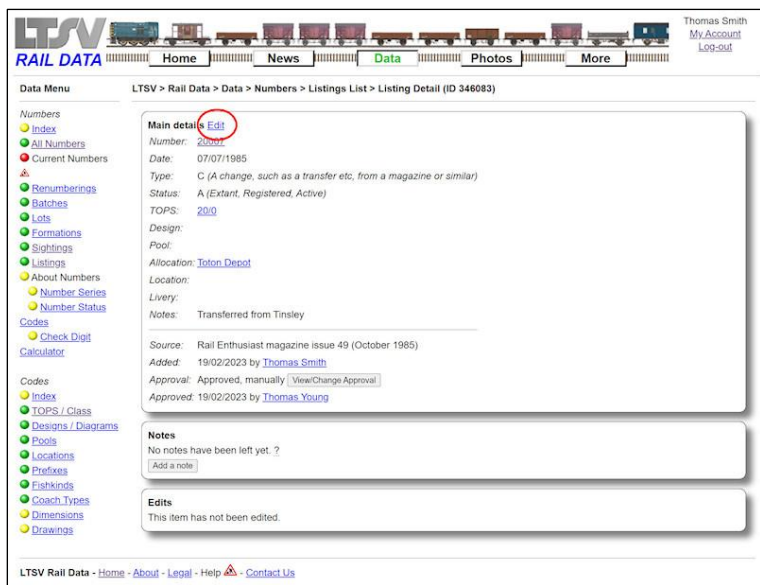 LTSV
RAIL DATA
Home
News
Data
Photos
More
Thomas Smith
My Account
Log-out
Data Menu
LTSV > Rail Data > Data > Numbers > Listings List > Listing Detail (ID 346083)
Numbers
Index
All Numbers
Current Numbers
Renumberings
Batches
Lots
Formations
Sightings
Listings
About Numbers
Number Series
Number Status
Codes
Check Digit
Calculator
Codes
Index
TOPS / Class
Designs / Diagrams
Pools
Locations
Prefixes
Fishkinds
Coach Types
Dimensions
Drawings
Main details Edit
Number: 20007
Date: 07/07/1985
Type: C (A change, such as a transfer etc, from a magazine or similar)
Status: A (Extant, Registered, Active)
TOPS: 20/0
Design:
Pool:
Allocation: Toton Depot
Location:
Livery:
Notes: Transferred from Tinsley
Source: Rail Enthusiast magazine issue 49 (October 1985)
Added: 19/02/2023 by Thomas Smith
Approval: Approved, manually View/Change Approval
Approved: 19/02/2023 by Thomas Young
Notes
No notes have been left yet. ?
Add a note
Edits
This item has not been edited.
LTSV Rail Data - Home - About - Legal - Help - Contact Us